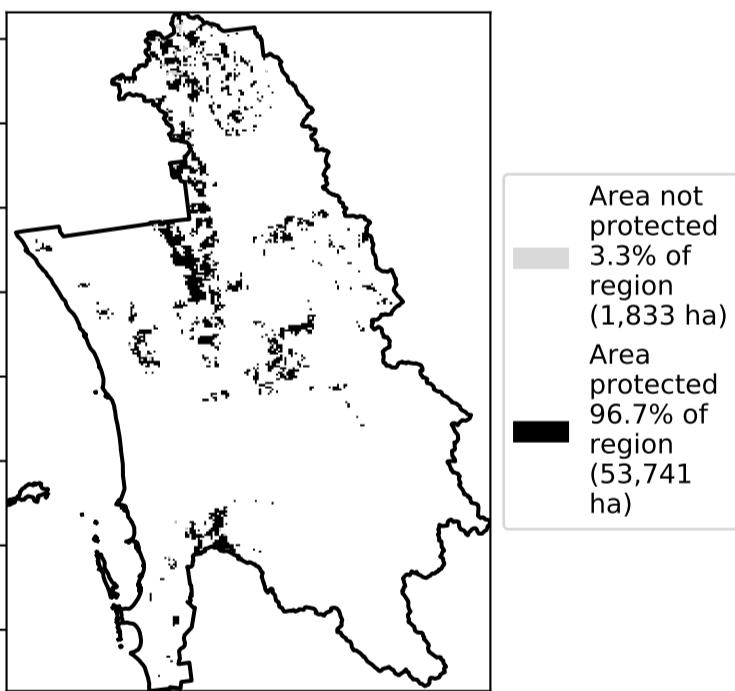 Area not
protected
3.3% of
region
(1,833 ha)
Area
protected
96.7% of
region
(53,741
ha)